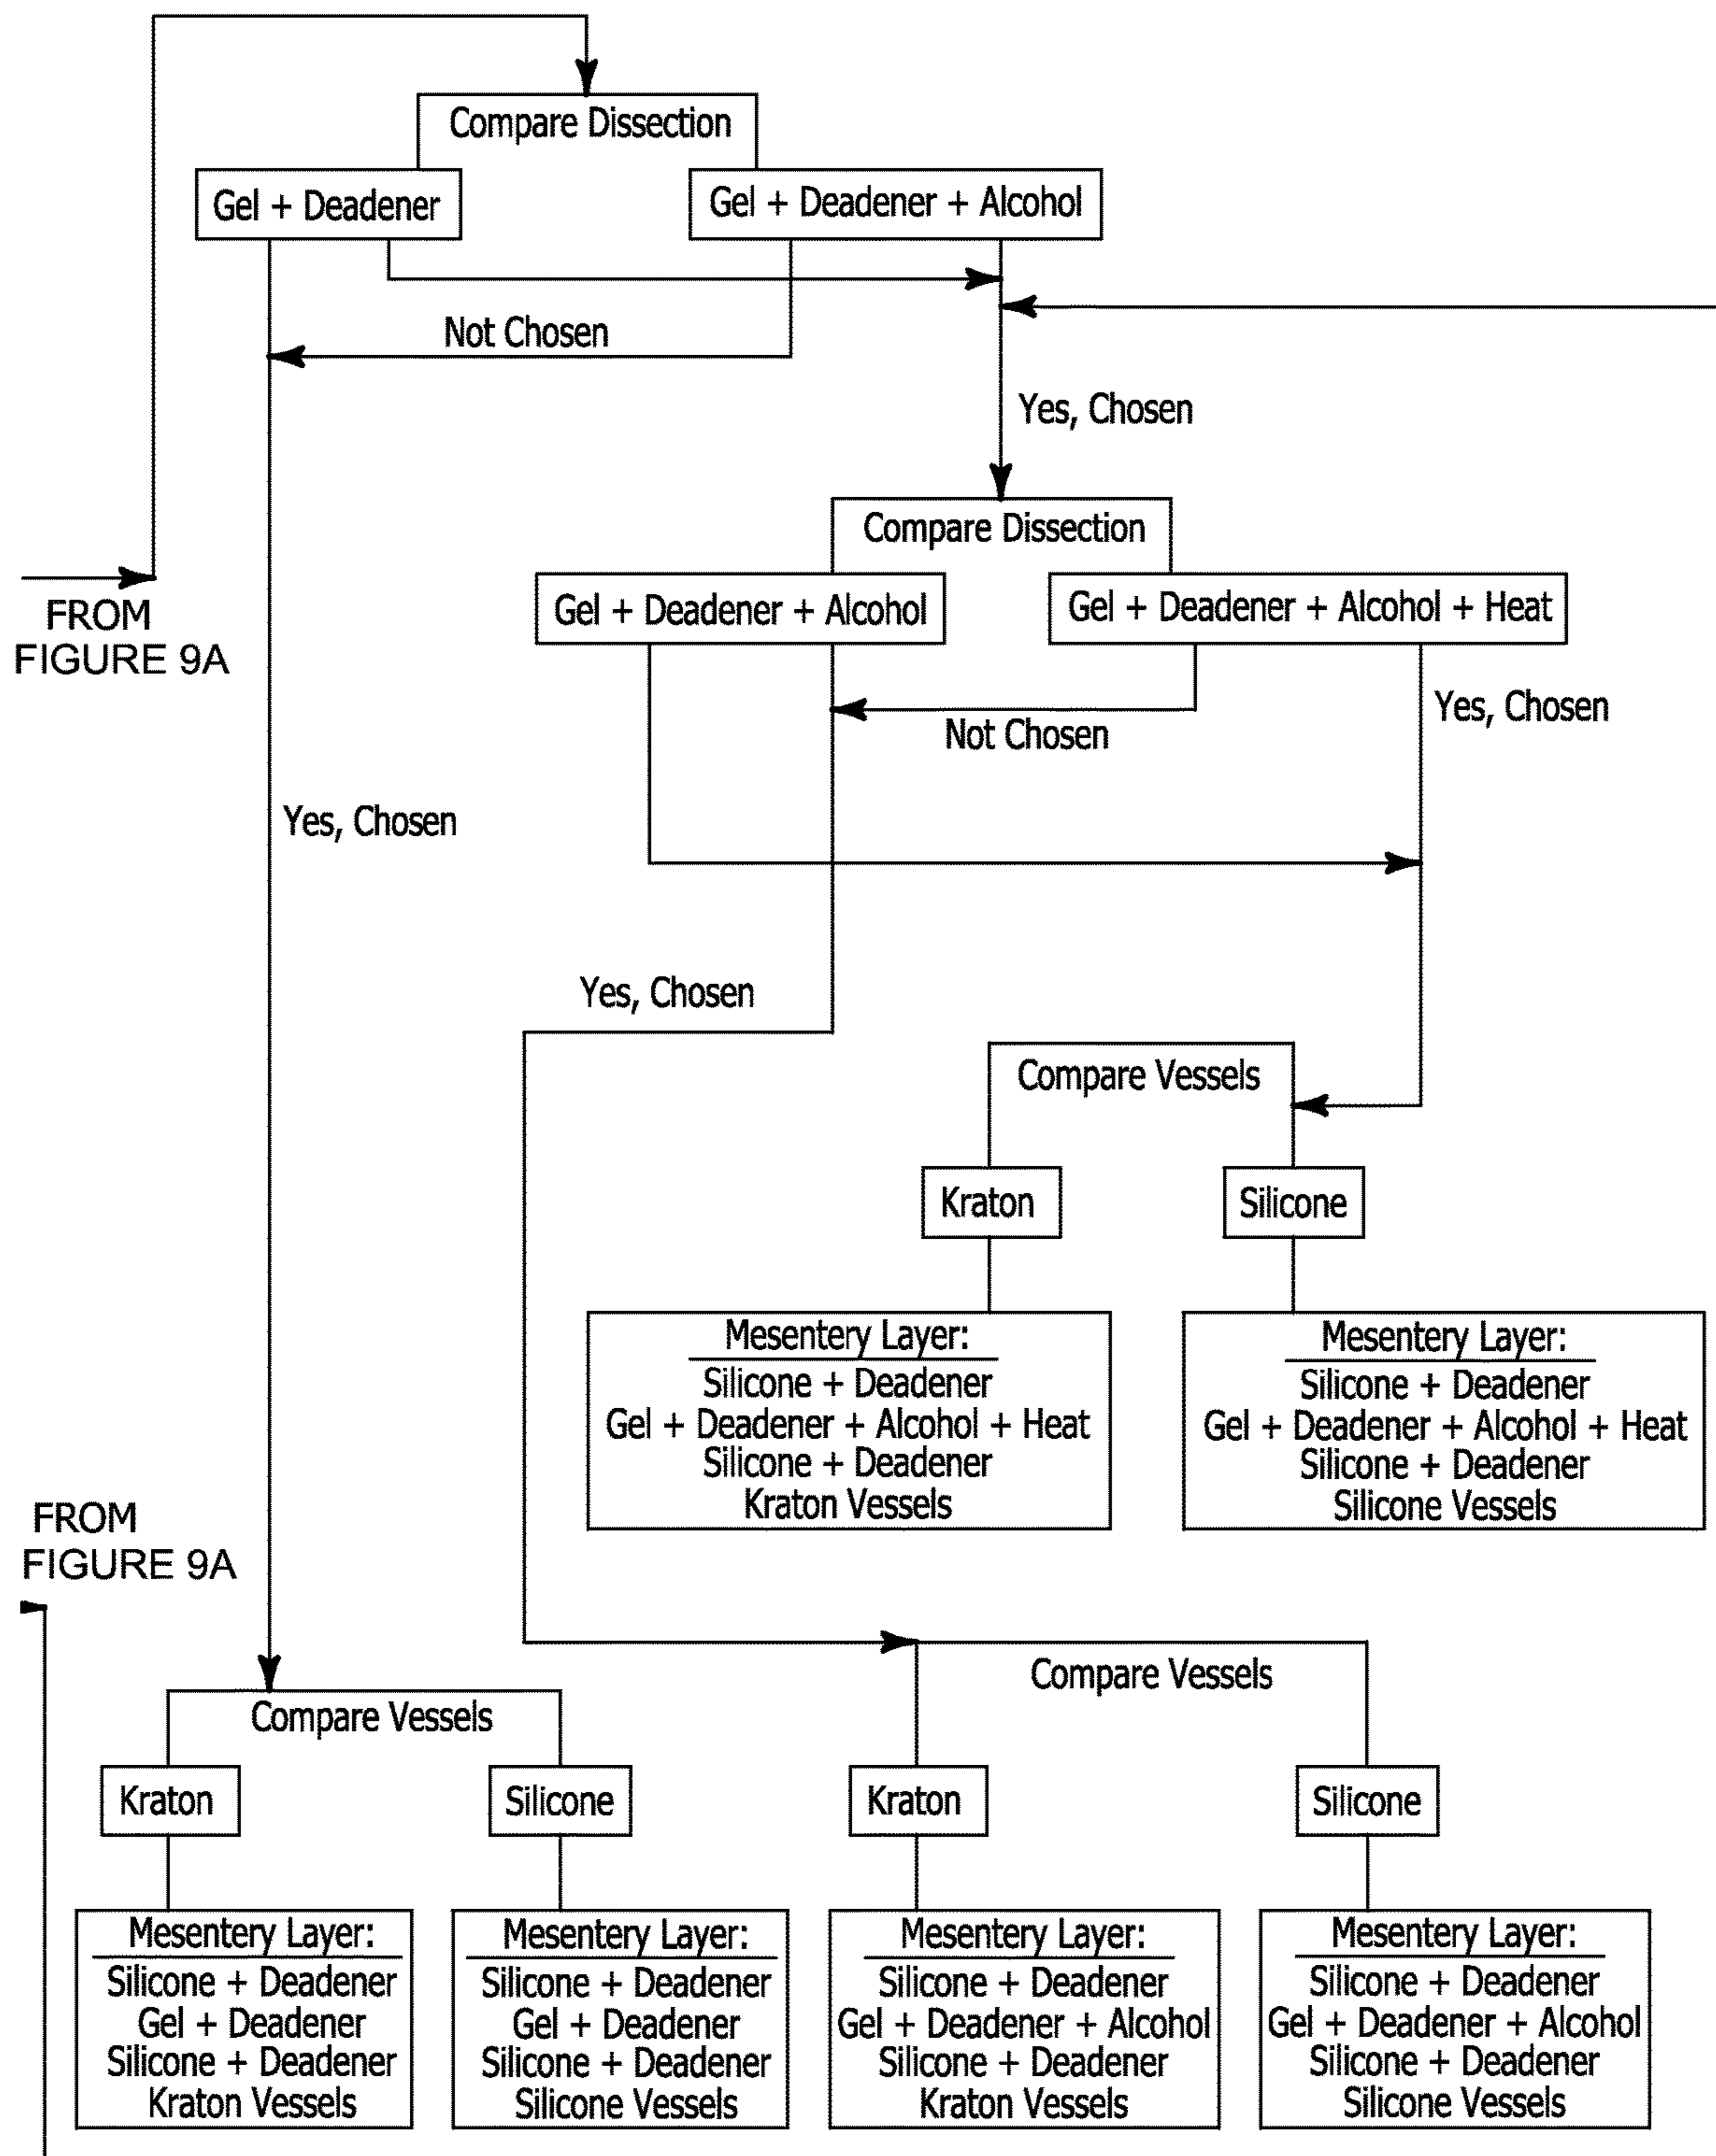 Compare Dissection
Gel + Deadener
Gel + Deadener + Alcohol
Not Chosen
Yes, Chosen
Compare Dissection
FROM
FIGURE 9A
Gel + Deadener + Alcohol
Gel + Deadener + Alcohol + Heat
Yes, Chosen
Not Chosen
Yes, Chosen
Yes, Chosen
Compare Vessels
Kraton
Silicone
Mesentery Layer:
Silicone + Deadener
Gel + Deadener + Alcohol + Heat
Silicone + Deadener
Kraton Vessels
Mesentery Layer:
Silicone + Deadener
Gel + Deadener + Alcohol + Heat
Silicone + Deadener
Silicone Vessels
FROM
FIGURE 9A
Compare Vessels
Compare Vessels
Kraton
Silicone
Kraton
Silicone
Mesentery Layer:
Silicone + Deadener
Gel + Deadener
Silicone + Deadener
Kraton Vessels
Mesentery Layer:
Silicone + Deadener
Gel + Deadener
Silicone + Deadener
Silicone Vessels
Mesentery Layer:
Silicone + Deadener
Gel + Deadener + Alcohol
Silicone + Deadener
Kraton Vessels
Mesentery Layer:
Silicone + Deadener
Gel + Deadener + Alcohol
Silicone + Deadener
Silicone Vessels